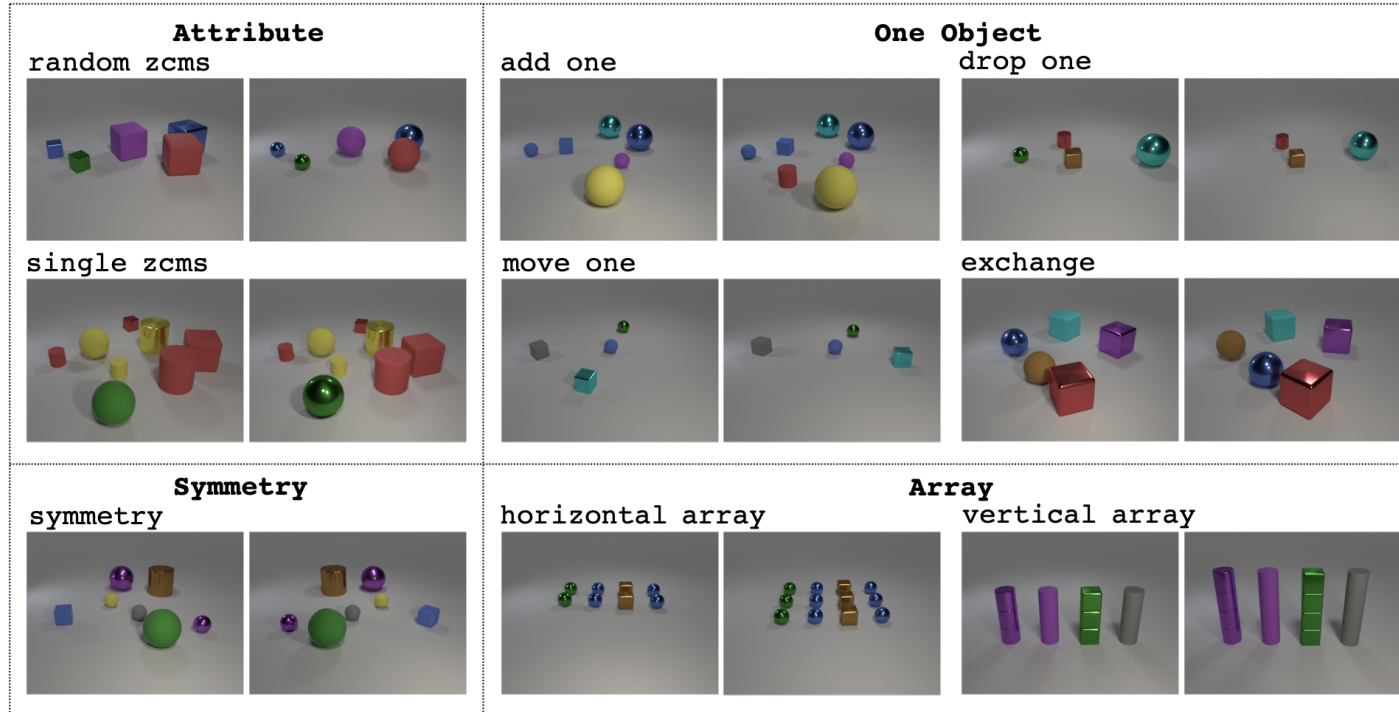 Attribute
random zcms
single zcms
One Object
add one
drop one
move one
exchange
Symmetry
symmetry
Array
horizontal array
vertical array